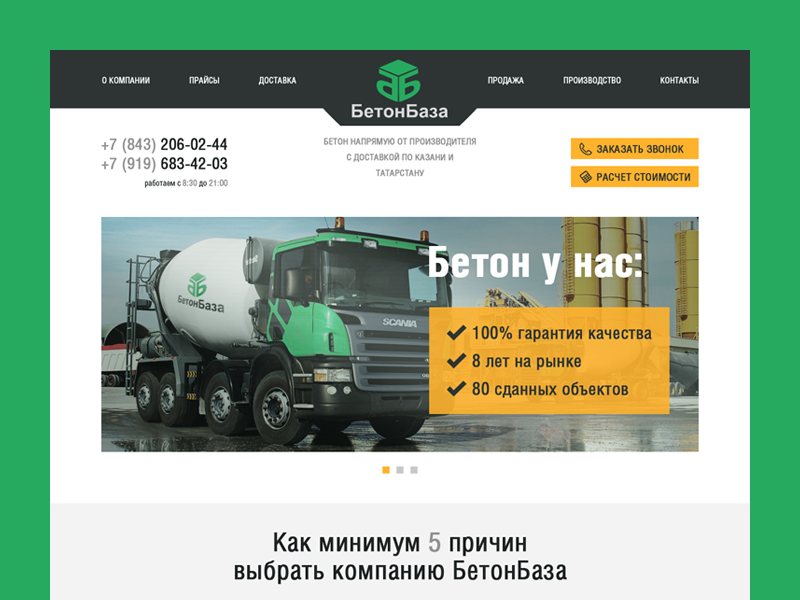 О КОМПАНИИ
ПРАЙСЫ
ДОСТАВКА
БетонБаза
ПРОДАЖА
ПРОИЗВОДСТВО
КОНТАКТЫ
+7 (843) 206-02-44
+7 (919) 683-42-03
работаем с 8:30 до 21:00
БЕТОН НАПРЯМУЮ ОТ ПРОИЗВОДИТЕЛЯ
С ДОСТАВКОЙ ПО КАЗАНИ И
ТАТАРСТАНУ
ЗАКАЗАТЬ ЗВОНОК
РАСЧЕТ СТОИМОСТИ
БетонБаза
SCANIA
Бетон у нас:
100% гарантия качества
8 лет на рынке
80 сданных объектов
Как минимум 5 причин
выбрать компанию БетонБаза